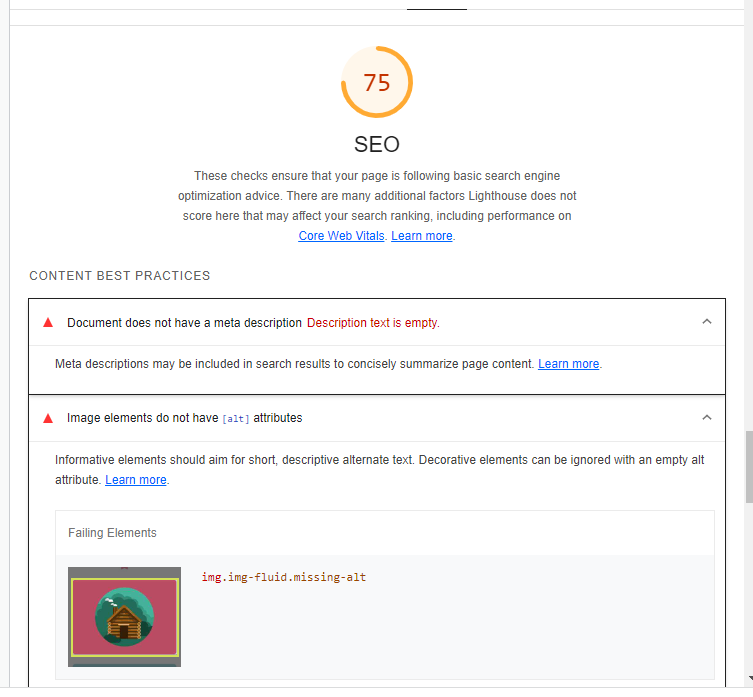 75
SEO
These checks ensure that your page is following basic search engine
optimization advice. There are many additional factors Lighthouse does not
score here that may affect your search ranking, including performance on
Core Web Vitals. Learn more.
CONTENT BEST PRACTICES
Document does not have a meta description Description text is empty.
Meta descriptions may be included in search results to concisely summarize page content. Learn more.
Image elements do not have [alt] attributes
Informative elements should aim for short, descriptive alternate text. Decorative elements can be ignored with an empty alt
attribute. Learn more.
Failing Elements
img.img-fluid.missing-alt